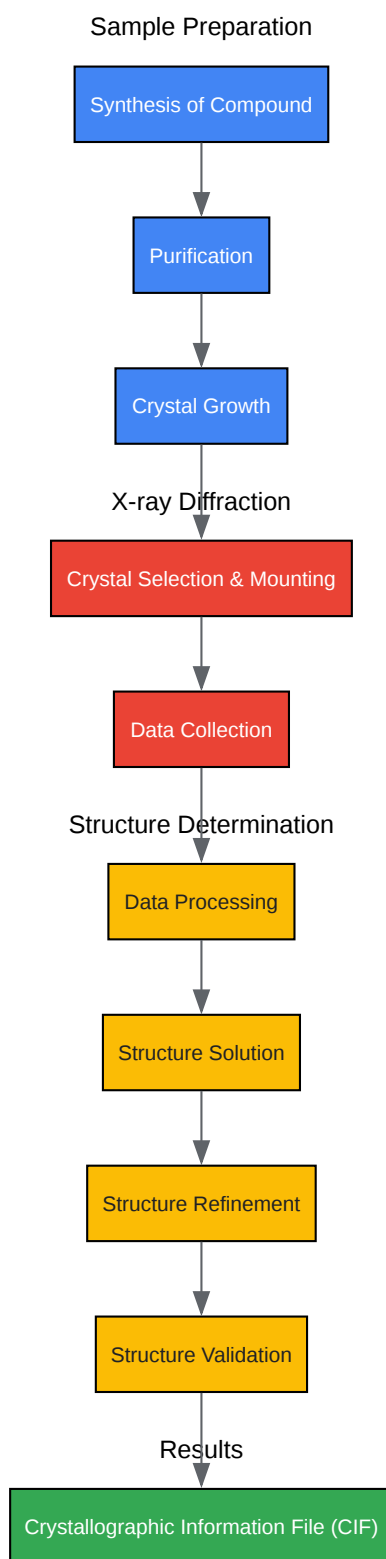 Sample Preparation
Synthesis of Compound
Purification
Crystal Growth
X-ray Diffraction
Crystal Selection & Mounting
Data Collection
Structure Determination
Data Processing
Structure Solution
Structure Refinement
Structure Validation
Results
Crystallographic Information File (CIF)